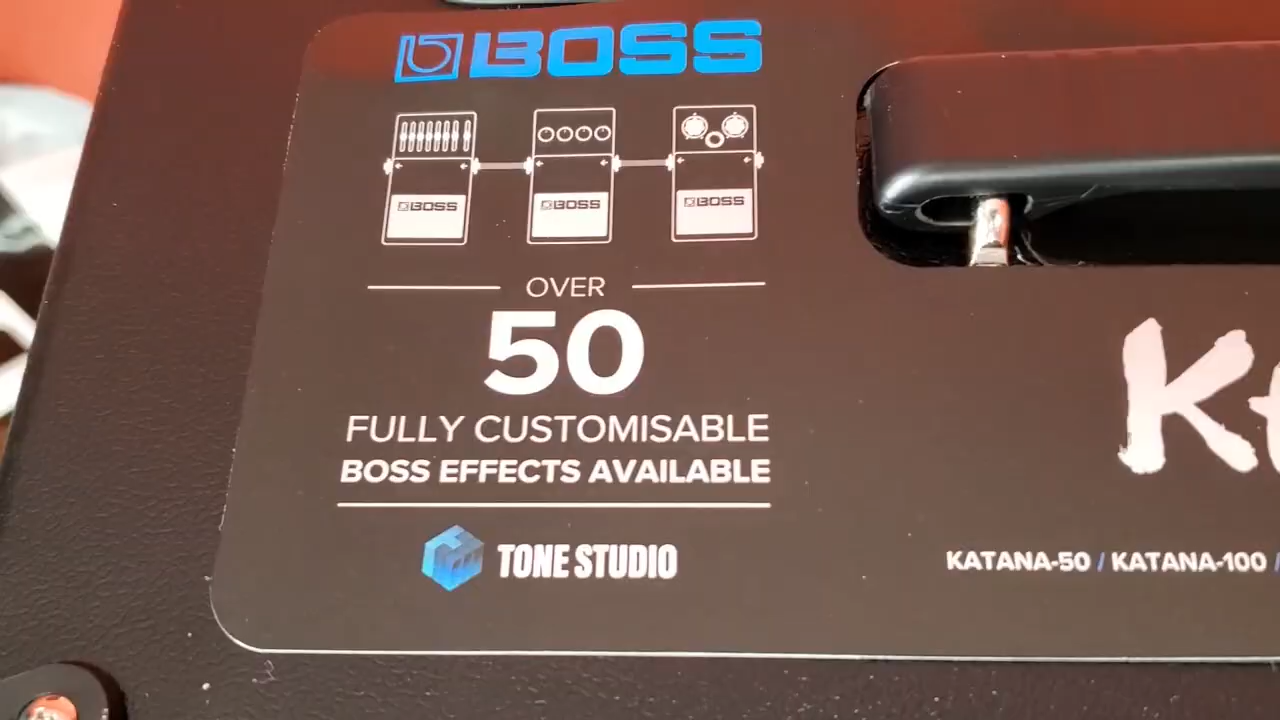 BOSS
BOSS BOSS BOSS
OVER
50
FULLY CUSTOMISABLE
BOSS EFFECTS AVAILABLE
TONE STUDIO
KATANA-50 / KATANA-100 /